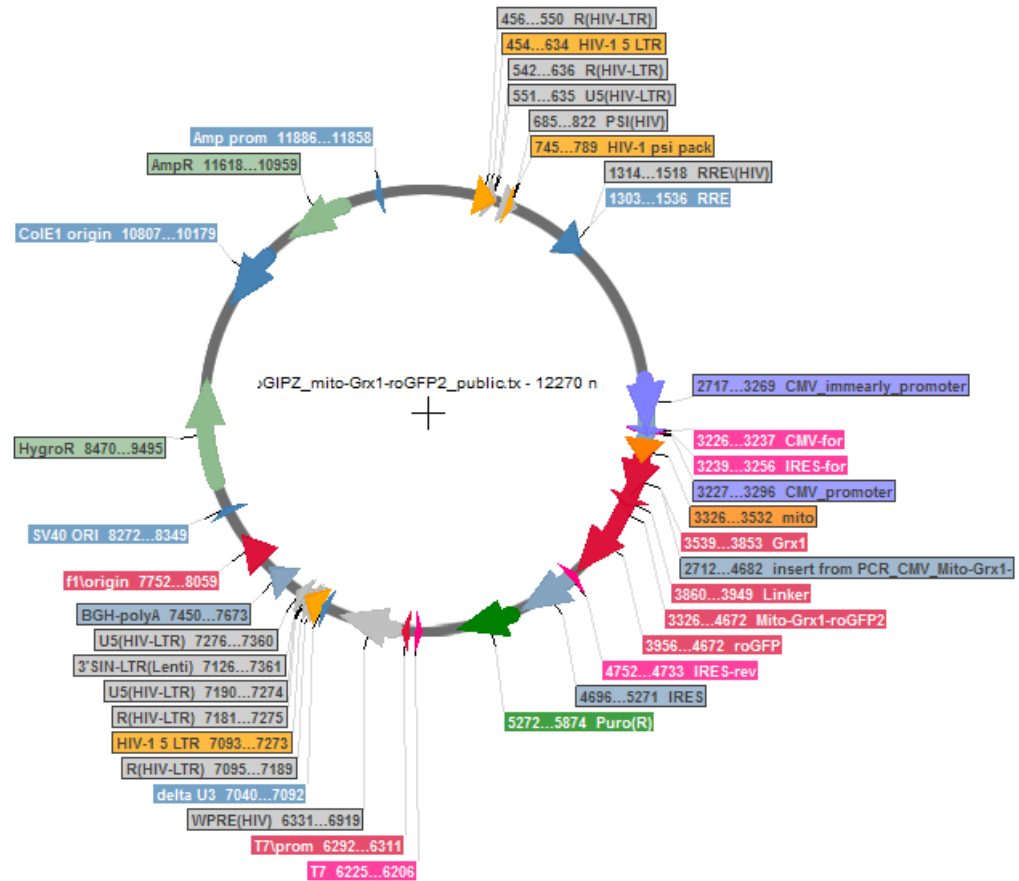 456...550 R(HIV-LTR)
454...634 HIV-1 5 LTR
542...636 R(HIV-LTR)
551...635 U5(HIV-LTR)
685...822 PSI(HIV)
745...789 HIV-1 psi pack
1314...1518 RRE\(HIV)
1303...1536 RRE
Amp prom 11886...11858
AmpR 11618...10959
ColE1 origin 10807...10179
GIPZ_mito-Grx1-roGFP2_public.tx - 12270 n
2717...3269 CMV_immearly_promoter
3226...3237 CMV-for
3239...3256 IRES-for
3227...3296 CMV_promoter
3326...3532 mito
3539...3853 Grx1
2712...4682 insert from PCR_CMV_Mito-Grx1-
3860...3949 Linker
3326...4672 Mito-Grx1-roGFP2
3956...4672 roGFP
4752...4733 IRES-rev
4696...5271 IRES
5272...5874 Puro(R)
HygroR 8470...9495
SV40 ORI 8272...8349
f1\origin 7752...8059
BGH-polyA 7450...7673
U5(HIV-LTR) 7276...7360
3"SIN-LTR(Lenti) 7126...7361
U5(HIV-LTR) 7190...7274
R(HIV-LTR) 7181...7275
HIV-1 5 LTR 7093...7273
R(HIV-LTR) 7095...7189
delta U3 7040...7092
WPRE(HIV) 6331...6919
T7\prom 6292...6311
T7 6225...6206